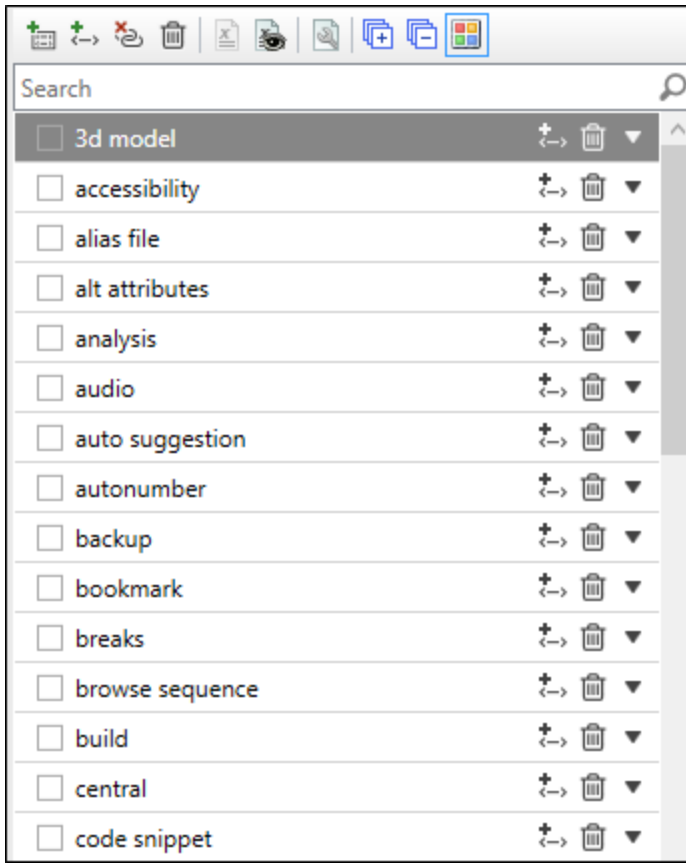 Search
3d model
accessibility
alias file
alt attributes
analysis
audio
auto suggestion
autonumber
backup
bookmark
breaks
browse sequence
build
central
code snippet